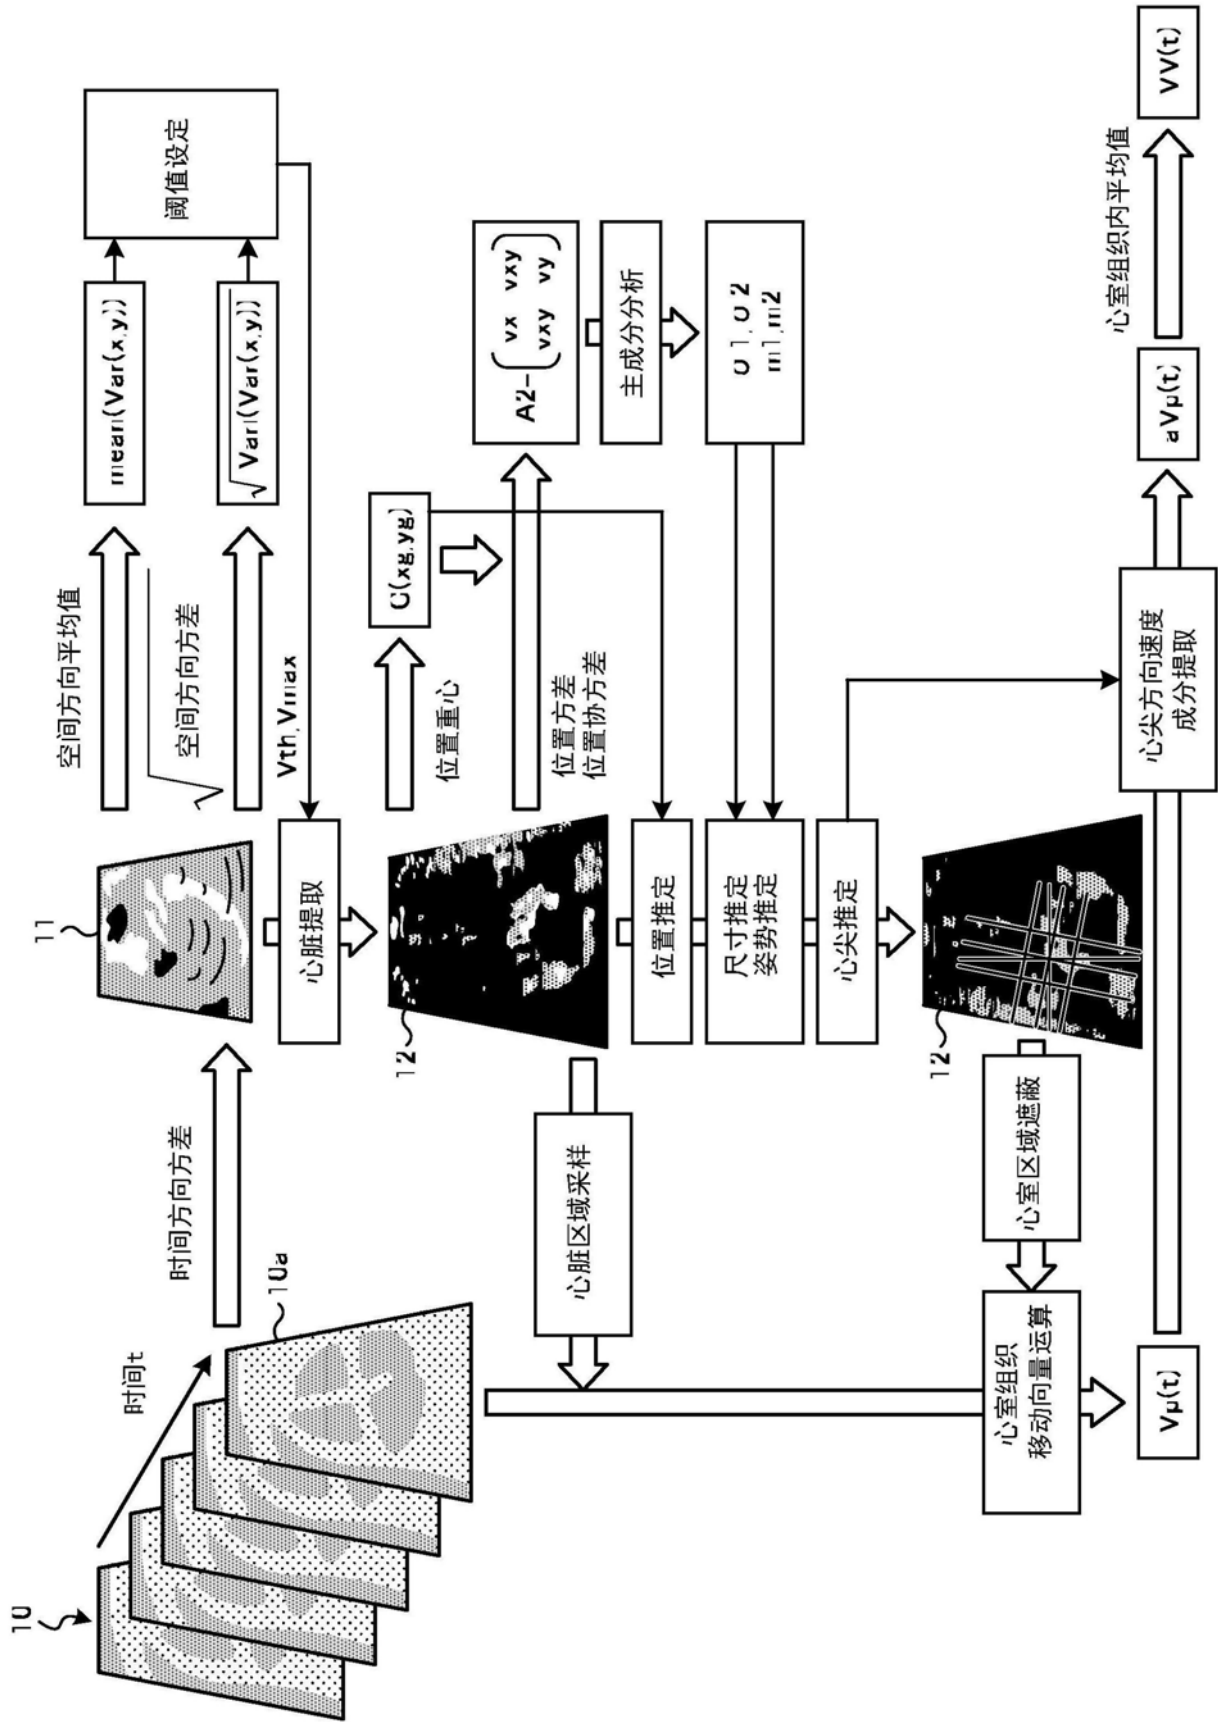 10
时间t
10a
时间方向方差
11
空间方向平均值
mean(Var(x,y))
√空间方向方差
√Var(Var(x,y))
阈值设定
Vth,Vmax
心脏提取
12
位置重心
G(xg,yg)
位置方差
位置协方差
A2=(vx vxy
vxy vy)
主成分分析
σ1,σ2
m1,m2
心脏区域采样
位置推定
尺寸推定
姿势推定
心尖推定
12
心室区域遮蔽
心室组织
移动向量运算
Vp(t)
心尖方向速度
成分提取
aVp(t)
心室组织内平均值
VV(t)